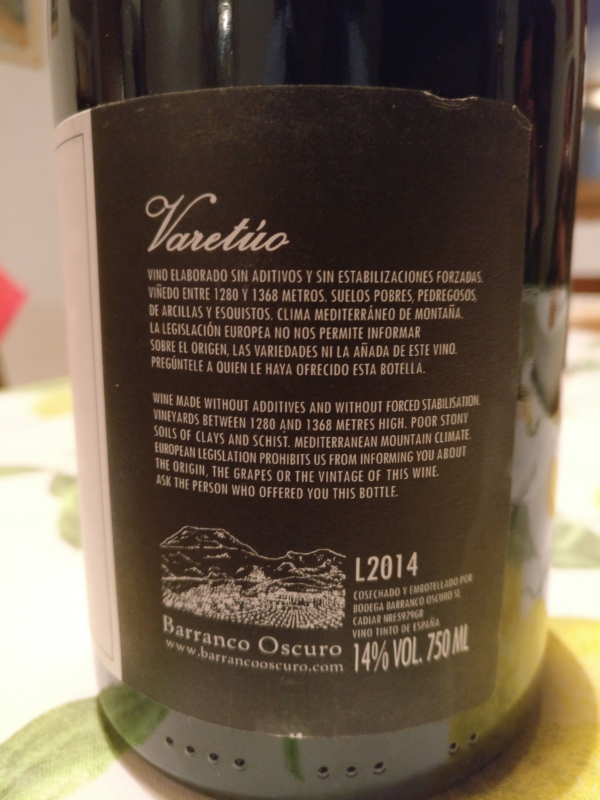 Varetúo
VINO ELABORADO SIN ADITIVOS Y SIN ESTABILIZACIONES FORZADAS.
VIÑEDO ENTRE 1280 Y 1368 METROS. SUELOS POBRES, PEDREGOSOS,
DE ARCILLAS Y ESQUISTOS. CLIMA MEDITERRÁNEO DE MONTAÑA.
LA LEGISLACIÓN EUROPEA NO NOS PERMITE INFORMAR
SOBRE EL ORIGEN, LAS VARIEDADES NI LA AÑADA DE ESTE VINO.
PREGÚNTELE A QUIEN LE HAYA OFRECIDO ESTA BOTELLA.
WINE MADE WITHOUT ADDITIVES AND WITHOUT FORCED STABILISATION.
VINEYARDS BETWEEN 1280 AND 1368 METRES HIGH. POOR STONY
SOILS OF CLAYS AND SCHIST. MEDITERRANEAN MOUNTAIN CLIMATE.
EUROPEAN LEGISLATION PROHIBITS US FROM INFORMING YOU ABOUT
THE ORIGIN, THE GRAPES OR THE VINTAGE OF THIS WINE.
ASK THE PERSON WHO OFFERED YOU THIS BOTTLE.
Barranco Oscuro
www.barrancooscuro.com
L2014
COSECHADO Y EMBOTELLADO POR
BODEGA BARRANCO OSCURO SL
CADIAR NRE5979GR
VINO TINTO DE ESPAÑA
14% VOL. 750 ML